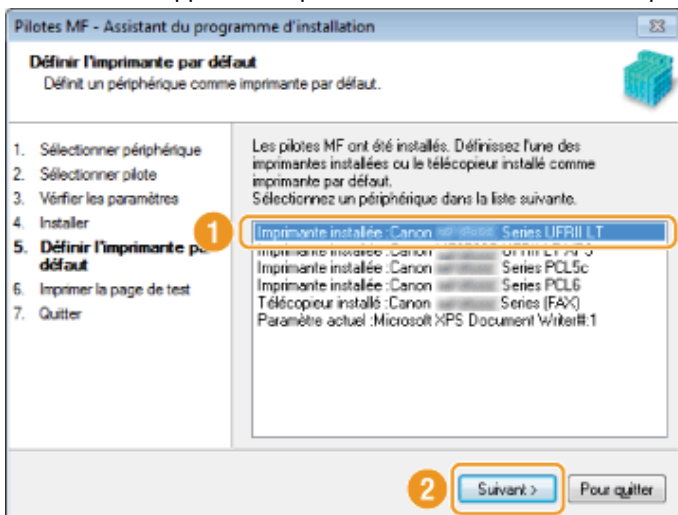 Pilotes MF - Assistant du programme d'installation
Définir l'imprimante par défaut
Définit un périphérique comme imprimante par défaut.
1. Sélectionner périphérique
2. Sélectionner pilote
3. Vérifier les paramètres
4. Installer
5. Définir l'imprimante
défaut
6. Imprimer la page de test
7. Quitter
Les pilotes MF ont été installés. Définissez l'une des
imprimantes installées ou le télécopieur installé comme
imprimante par défaut.
Sélectionnez un périphérique dans la liste suivante.
1
Imprimante installée :Canon Series UFRII LT
Imprimante installée :Canon
Imprimante installée :Canon Series PCL5c
Imprimante installée :Canon Series PCL6
Télécopieur installé :Canon Series (FAX)
Paramètre actuel :Microsoft XPS Document Writer#:1
2
Suivant >
Pour quitter